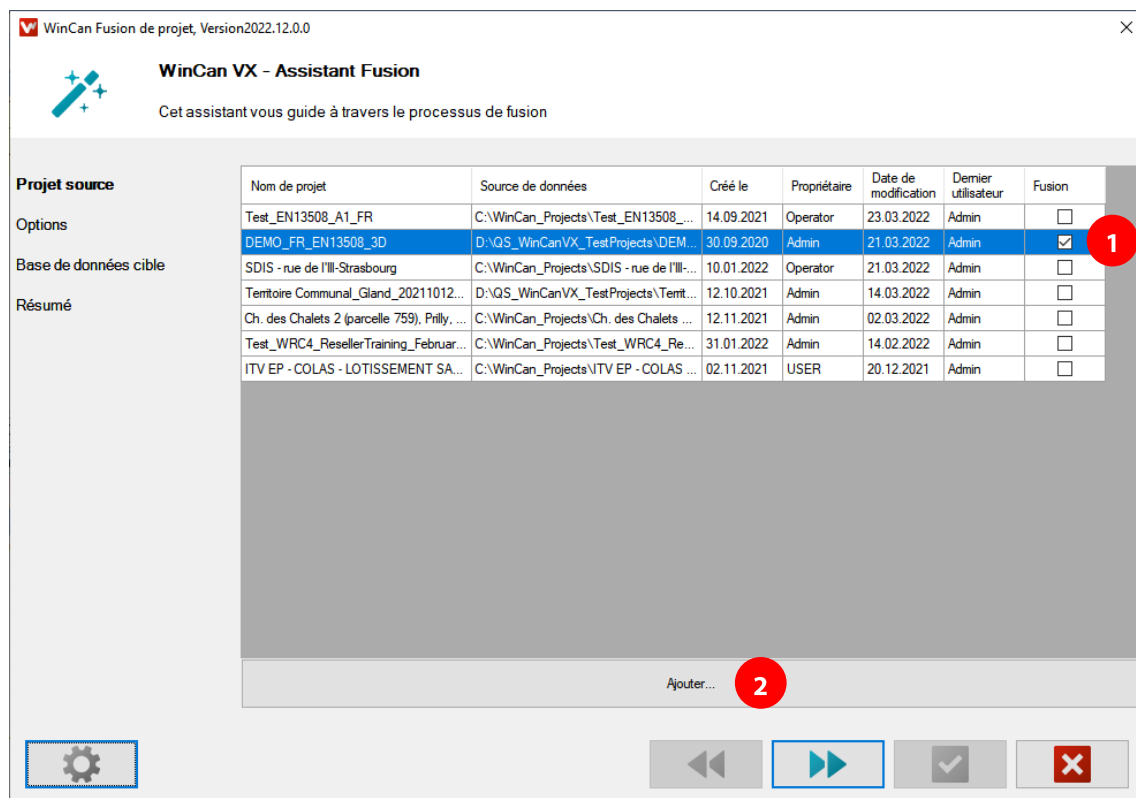 WinCan Fusion de projet, Version2022.12.0.0
WinCan VX - Assistant Fusion
Cet assistant vous guide à travers le processus de fusion
Projet source
Options
Base de données cible
Résumé
Nom de projet Source de données Créé le Propriétaire Date de modification Dernier utilisateur Fusion
Test_EN13508_A1_FR C:\WinCan_Projects\Test_EN13508_... 14.09.2021 Operator 23.03.2022 Admin
DEMO_FR_EN13508_3D D:\QS_WinCanVX_TestProjects\DEM... 30.09.2020 Admin 21.03.2022 Admin
1
SDIS - rue de l'Ill-Strasbourg C:\WinCan_Projects\SDIS - rue de l'Ill-... 10.01.2022 Operator 21.03.2022 Admin
Territoire Communal_Gland_20211012... D:\QS_WinCanVX_TestProjects\Territ... 12.10.2021 Admin 14.03.2022 Admin
Ch. des Chalets 2 (parcelle 759), Prilly, ... C:\WinCan_Projects\Ch. des Chalets ... 12.11.2021 Admin 02.03.2022 Admin
Test_WRC4_ResellerTraining_Februar... C:\WinCan_Projects\Test_WRC4_Re... 31.01.2022 Admin 14.02.2022 Admin
ITV EP - COLAS - LOTISSEMENT SA... C:\WinCan_Projects\ITV EP - COLAS ... 02.11.2021 USER 20.12.2021 Admin
Ajouter... 2